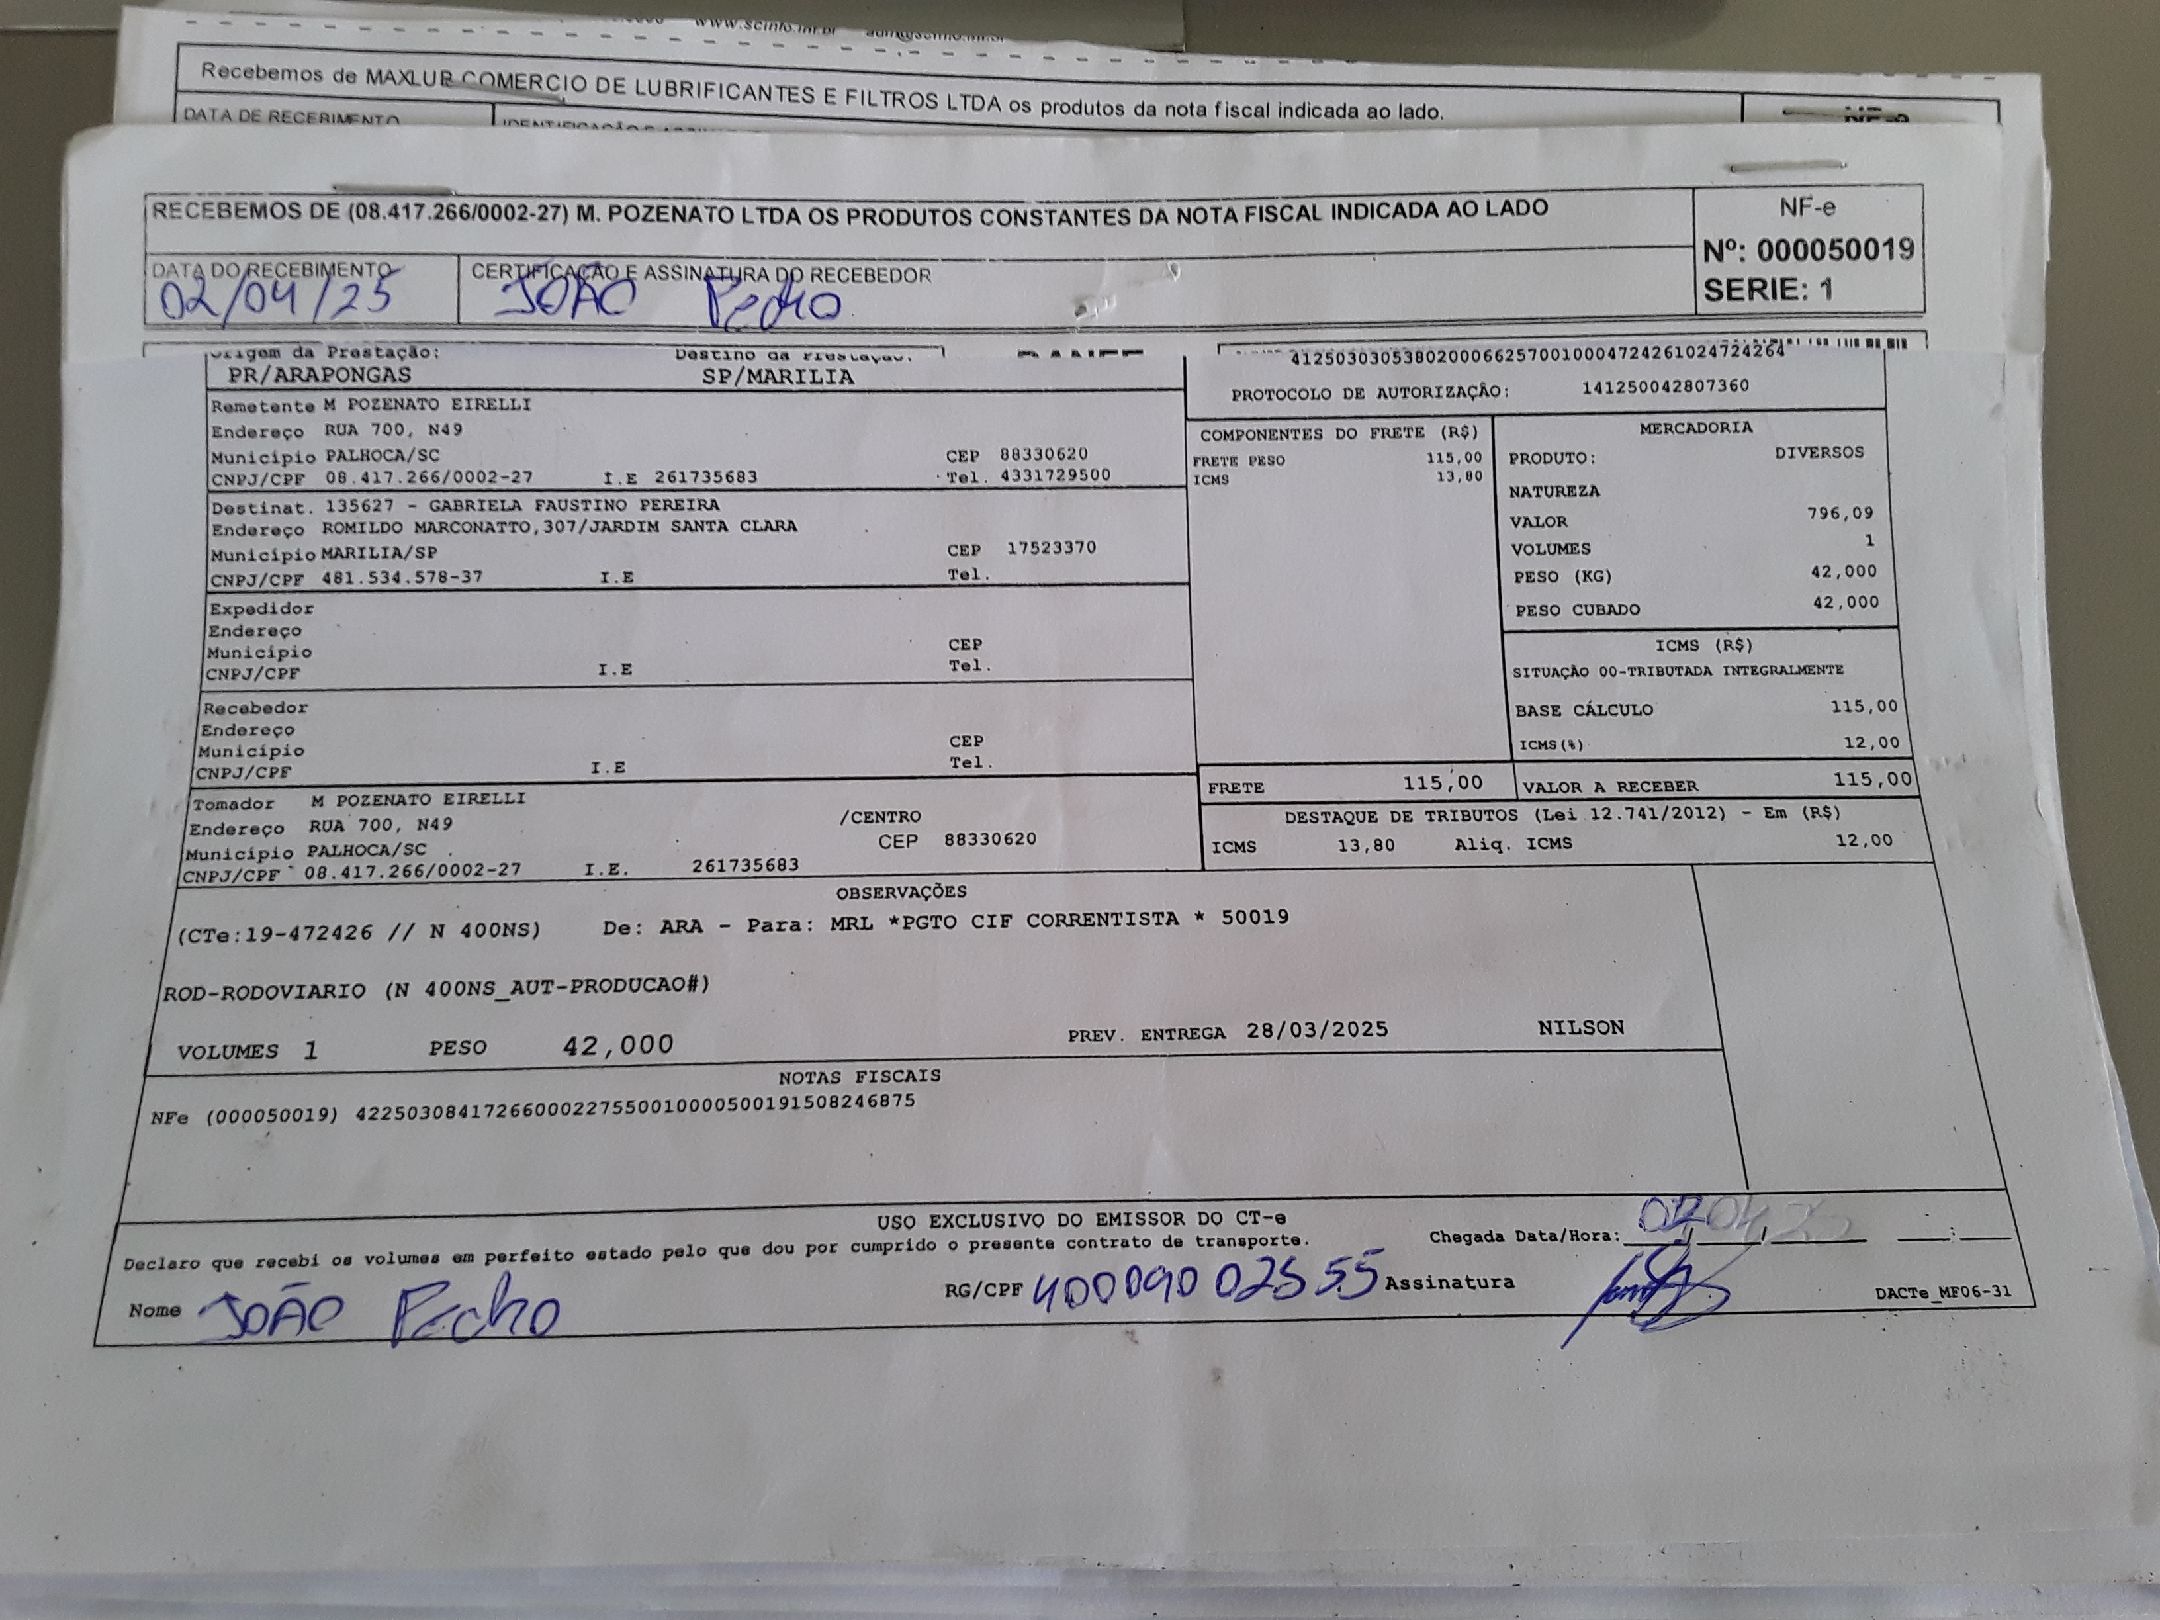 Recebemos de MAXLUB COMERCIO DE LUBRIFICANTES E FILTROS LTDA os produtos da nota fiscal indicada ao lado.
DATA DE RECEBIMENTO
NF-e
RECEBEMOS DE (08.417.266/0002-27) M. POZENATO LTDA OS PRODUTOS CONSTANTES DA NOTA FISCAL INDICADA AO LADO
NF-e
Nº: 000050019
SERIE: 1
DATA DO RECEBIMENTO
CERTIFICAÇÃO E ASSINATURA DO RECEBEDOR
02/04/25
JOÃO Pedro
Origem da Prestação: Destino da Prestação:
PR/ARAPONGAS SP/MARILIA
41250303053802000662570010004724261024724264
PROTOCOLO DE AUTORIZAÇÃO: 141250042807360
Remetente M POZENATO EIRELLI
Endereço RUA 700, N49
Município PALHOCA/SC CEP 88330620
CNPJ/CPF 08.417.266/0002-27 I.E 261735683 Tel. 4331729500
Destinat. 135627 - GABRIELA FAUSTINO PEREIRA
Endereço ROMILDO MARCONATTO,307/JARDIM SANTA CLARA
Município MARILIA/SP CEP 17523370
CNPJ/CPF 481.534.578-37 I.E Tel.
Expedidor
Endereço
Município CEP
CNPJ/CPF I.E Tel.
Recebedor
Endereço
Município CEP
CNPJ/CPF I.E Tel.
Tomador M POZENATO EIRELLI
Endereço RUA 700, N49 /CENTRO
Município PALHOCA/SC CEP 88330620
CNPJ/CPF 08.417.266/0002-27 I.E. 261735683
COMPONENTES DO FRETE (R$)
FRETE PESO 115,00
ICMS 13,80
MERCADORIA
PRODUTO: DIVERSOS
NATUREZA
VALOR 796,09
VOLUMES 1
PESO (KG) 42,000
PESO CUBADO 42,000
ICMS (R$)
SITUAÇÃO 00-TRIBUTADA INTEGRALMENTE
BASE CÁLCULO 115,00
ICMS(%) 12,00
FRETE 115,00 VALOR A RECEBER 115,00
DESTAQUE DE TRIBUTOS (Lei 12.741/2012) - Em (R$)
ICMS 13,80 Aliq. ICMS 12,00
OBSERVAÇÕES
(CTe:19-472426 // N 400NS) De: ARA - Para: MRL *PGTO CIF CORRENTISTA * 50019
ROD-RODOVIARIO (N 400NS_AUT-PRODUCAO#)
VOLUMES 1 PESO 42,000 PREV. ENTREGA 28/03/2025 NILSON
NOTAS FISCAIS
NFe (000050019) 42250308417266000227550010000500191508246875
USO EXCLUSIVO DO EMISSOR DO CT-e
Declaro que recebi os volumes em perfeito estado pelo que dou por cumprido o presente contrato de transporte.
Chegada Data/Hora: 02 04 25
Nome JOÃO Pedro RG/CPF 40009002555 Assinatura
DACTe_MF06-31